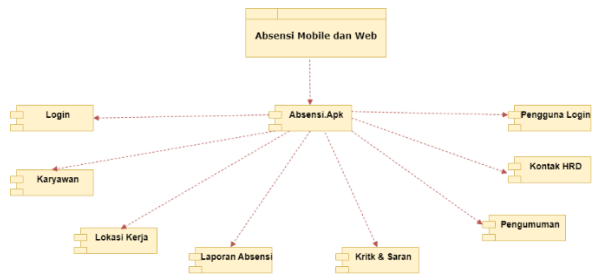 Absensi Mobile dan Web
Login
Absensi.Apk
Pengguna Login
Karyawan
Kontak HRD
Lokasi Kerja
Pengumuman
Laporan Absensi
Kritk & Saran